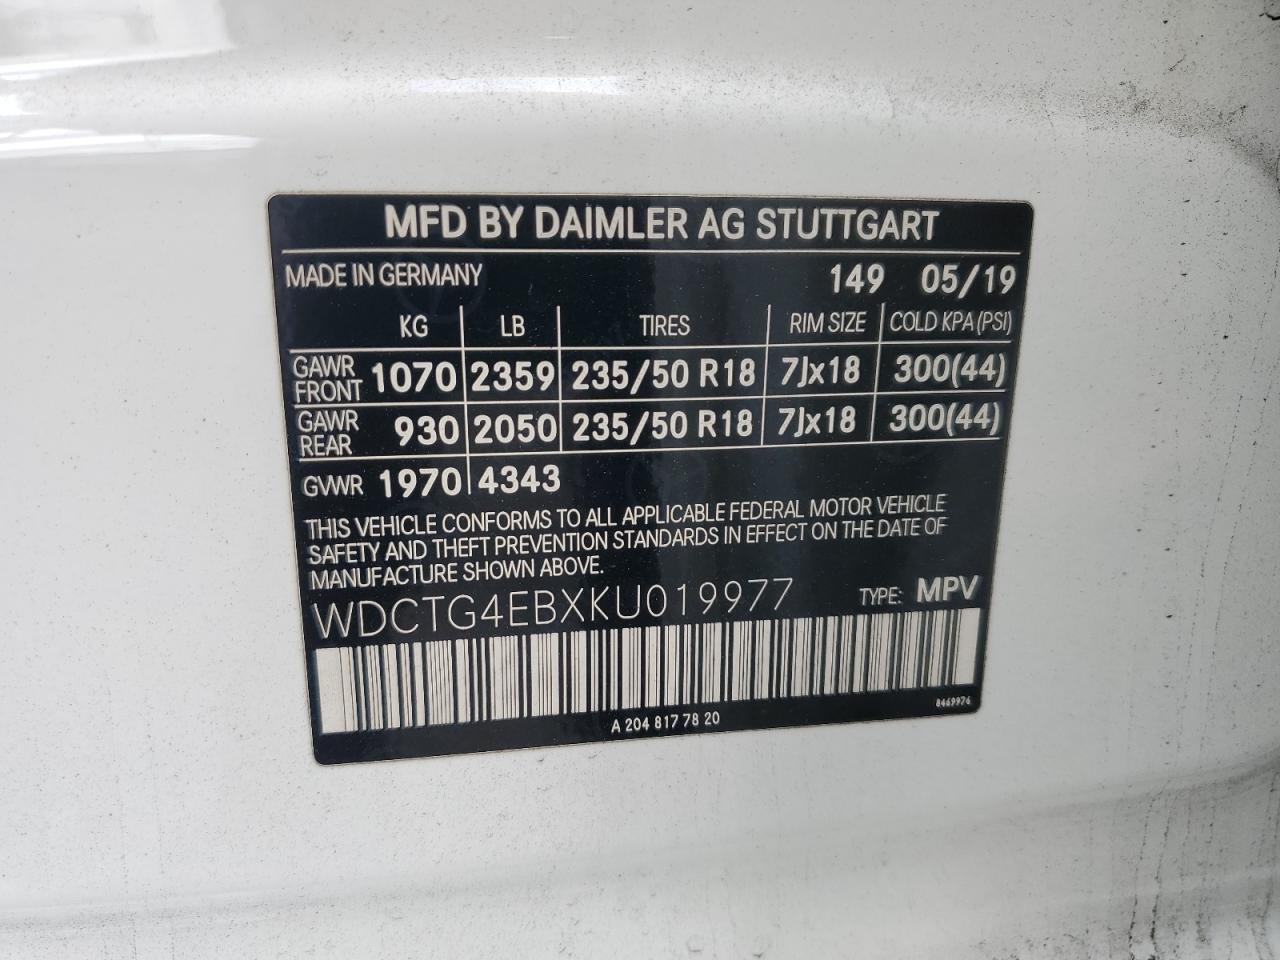 MFD BY DAIMLER AG STUTTGART
MADE IN GERMANY 149 05/19
KG LB TIRES RIM SIZE COLD KPA (PSI)
GAWR FRONT 1070 2359 235/50 R18 7Jx18 300(44)
GAWR REAR 930 2050 235/50 R18 7Jx18 300(44)
GVWR 1970 4343
THIS VEHICLE CONFORMS TO ALL APPLICABLE FEDERAL MOTOR VEHICLE
SAFETY AND THEFT PREVENTION STANDARDS IN EFFECT ON THE DATE OF
MANUFACTURE SHOWN ABOVE.
WDCTG4EBXKU019977 TYPE: MPV
A 204 817 78 20 8469976